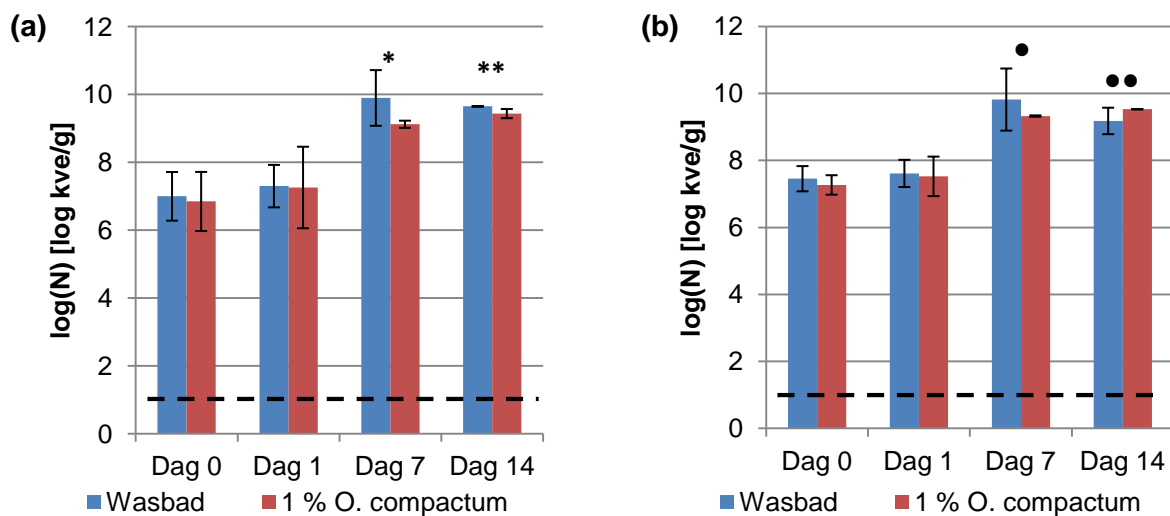 (a)
log(N) [log kve/g]
12
10
8
6
4
2
0
*
**
Dag 0 Dag 1 Dag 7 Dag 14
Wasbad 1 % O. compactum
(b)
log(N) [log kve/g]
12
10
8
6
4
2
0
●
●●
Dag 0 Dag 1 Dag 7 Dag 14
Wasbad 1 % O. compactum